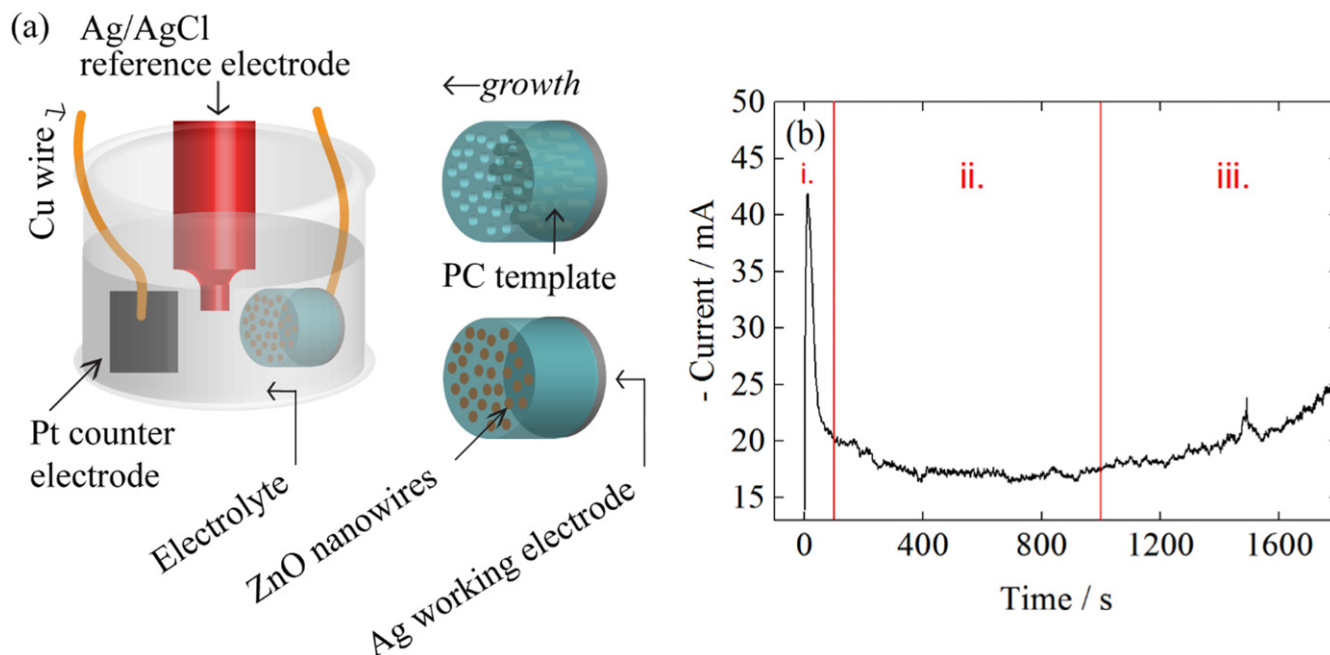 (a)
Ag/AgCl
reference electrode
Cu wire
←growth
PC template
Pt counter
electrode
Electrolyte
ZnO nanowires
Ag working electrode
(b)
i.
ii.
iii.
- Current / mA
50
45
40
35
30
25
20
15
0
400
800
1200
1600
Time / s